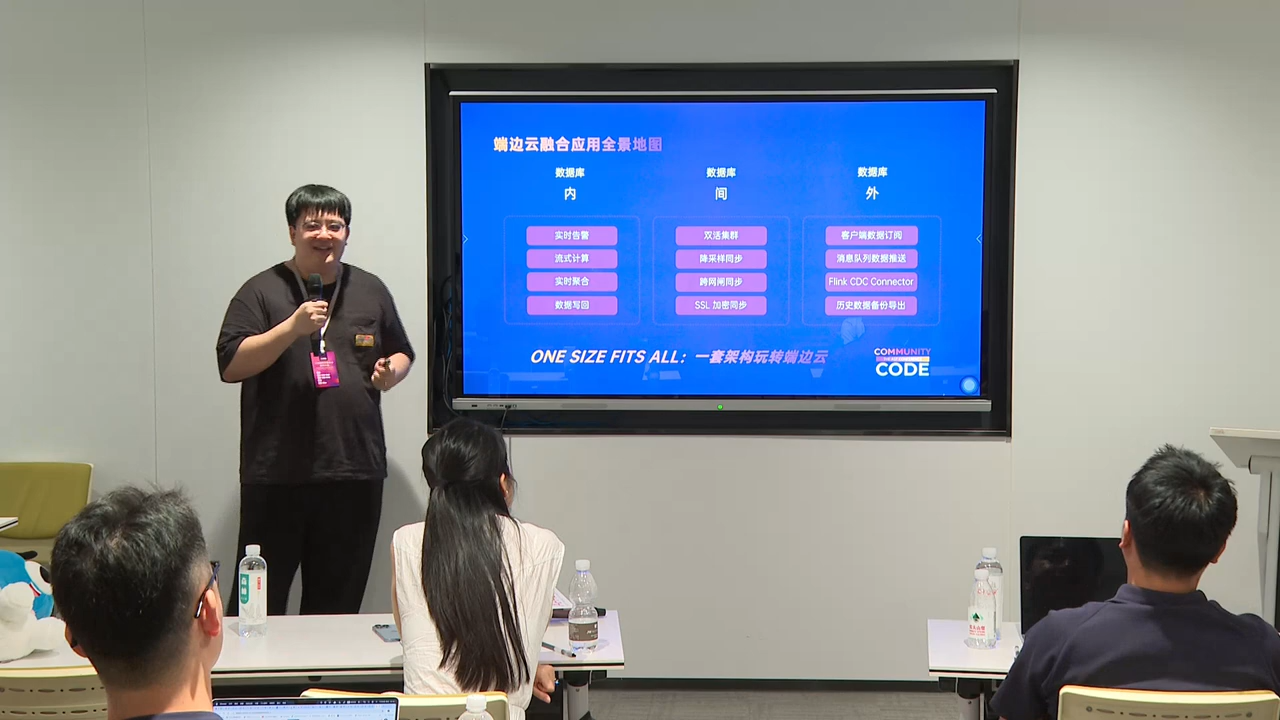 端边云融合应用全景地图
数据库
内
实时告警
流式计算
实时聚合
数据写回
数据库
间
双活集群
降采样同步
跨网闸同步
SSL 加密同步
数据库
外
客户端数据订阅
消息队列数据推送
Flink CDC Connector
历史数据备份导出
ONE SIZE FITS ALL：一套架构玩转端边云
COMMUNITY
CODE